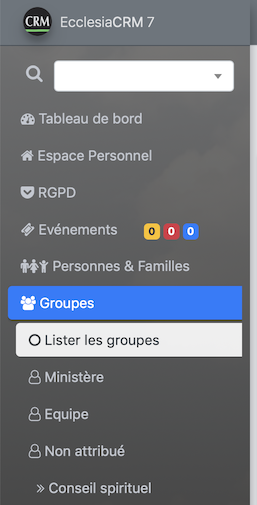 CRM EcclesiaCRM 7
Tableau de bord
Espace Personnel
RGPD
Evénements 0 0 0
Personnes & Familles
Groupes
Lister les groupes
Ministère
Equipe
Non attribué
» Conseil spirituel